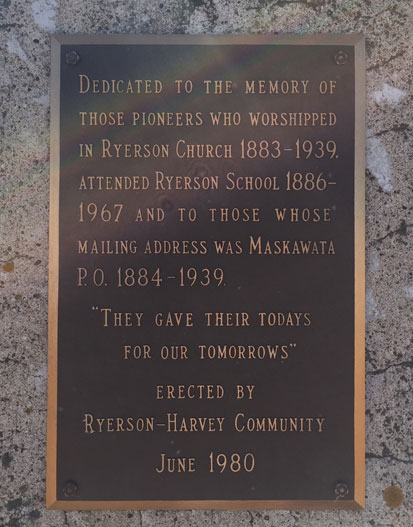 Dedicated to the memory of
those pioneers who worshipped
in Ryerson Church 1883-1939.
attended Ryerson School 1886-
1967 and to those whose
mailing address was Maskawata
P.O. 1884-1939.
"They gave their todays
for our tomorrows"
erected by
Ryerson-Harvey Community
June 1980